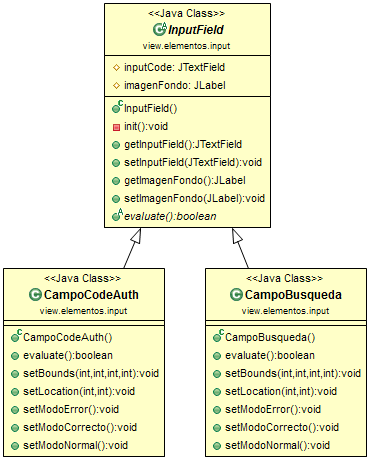 <<Java Class>>
InputField
view.elementos.input
inputCode: JTextField
imagenFondo: JLabel
InputField()
init():void
getInputField():JTextField
setInputField(JTextField):void
getImagenFondo():JLabel
setImagenFondo(JLabel):void
evaluate():boolean
<<Java Class>>
CampoCodeAuth
view.elementos.input
CampoCodeAuth()
evaluate():boolean
setBounds(int,int,int,int):void
setLocation(int,int):void
setModoError():void
setModoCorrecto():void
setModoNormal():void
<<Java Class>>
CampoBusqueda
view.elementos.input
CampoBusqueda()
evaluate():boolean
setBounds(int,int,int,int):void
setLocation(int,int):void
setModoError():void
setModoCorrecto():void
setModoNormal():void